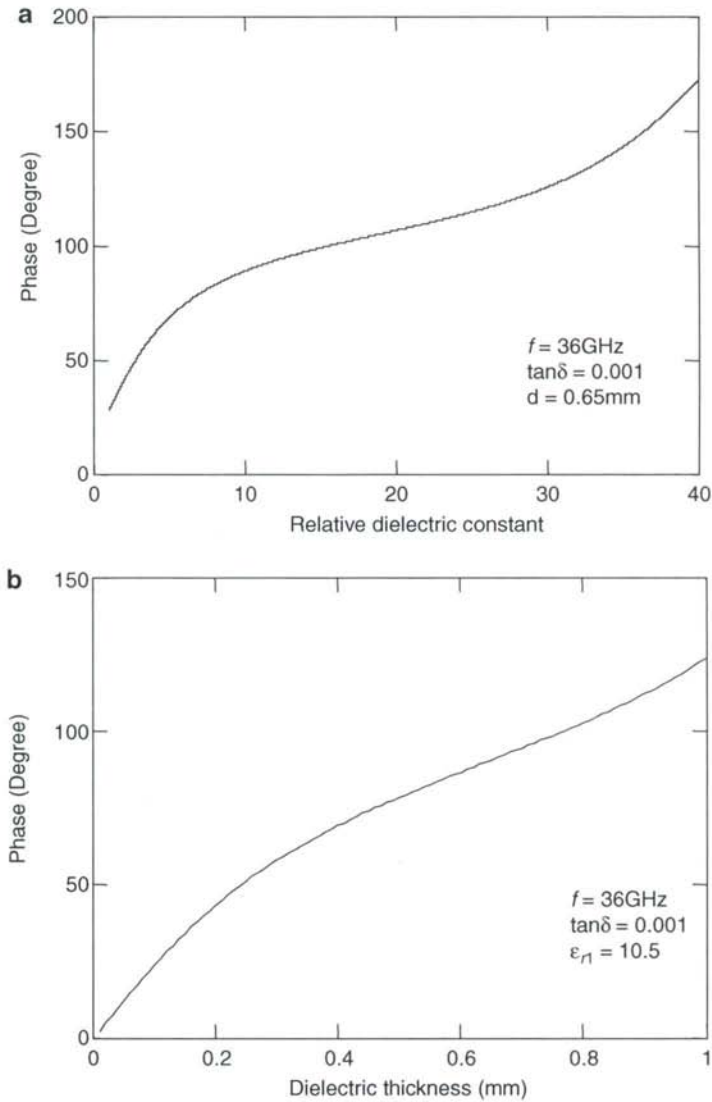 a
200
150
100
50
0
Phase (Degree)
f = 36GHz
tanδ = 0.001
d = 0.65mm
0 10 20 30 40
Relative dielectric constant
b
150
100
50
0
Phase (Degree)
f = 36GHz
tanδ = 0.001
εr1 = 10.5
0 0.2 0.4 0.6 0.8 1
Dielectric thickness (mm)